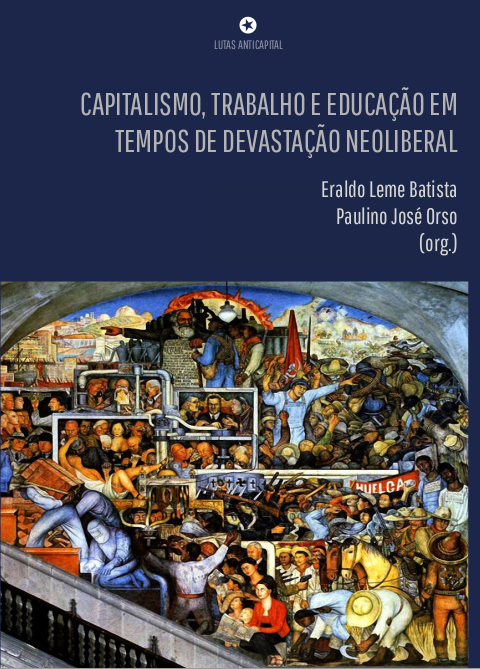 LUTAS ANTICAPITAL
CAPITALISMO, TRABALHO E EDUCAÇÃO EM
TEMPOS DE DEVASTAÇÃO NEOLIBERAL
Eraldo Leme Batista
Paulino José Orso
(org.)
HUELGA